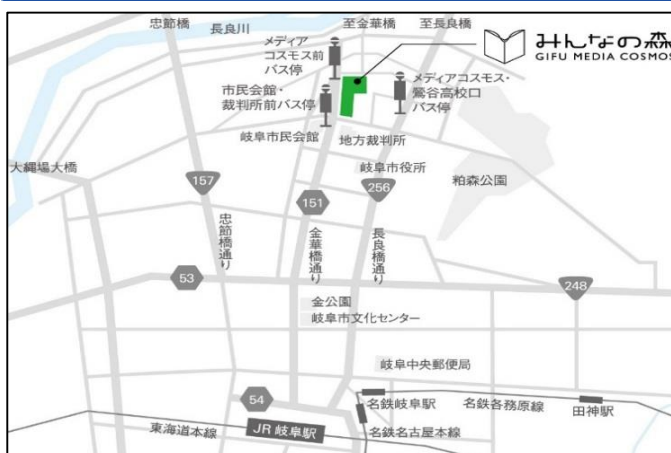 忠節橋
長良川
至金華橋
至長良橋
みんなの森
GIFU MEDIA COSMOS
メディア
コスモス前
バス停
メディアコスモス・
鶯谷高校口
バス停
市民会館・
裁判所前バス停
岐阜市民会館
地方裁判所
大縄場大橋
岐阜市役所
157
256
粕森公園
151
忠節橋通り
金華橋通り
長良橋通り
53
248
金公園
岐阜市文化センター
岐阜中央郵便局
54
名鉄岐阜駅
名鉄各務原線
田神駅
東海道本線
JR 岐阜駅
名鉄名古屋本線